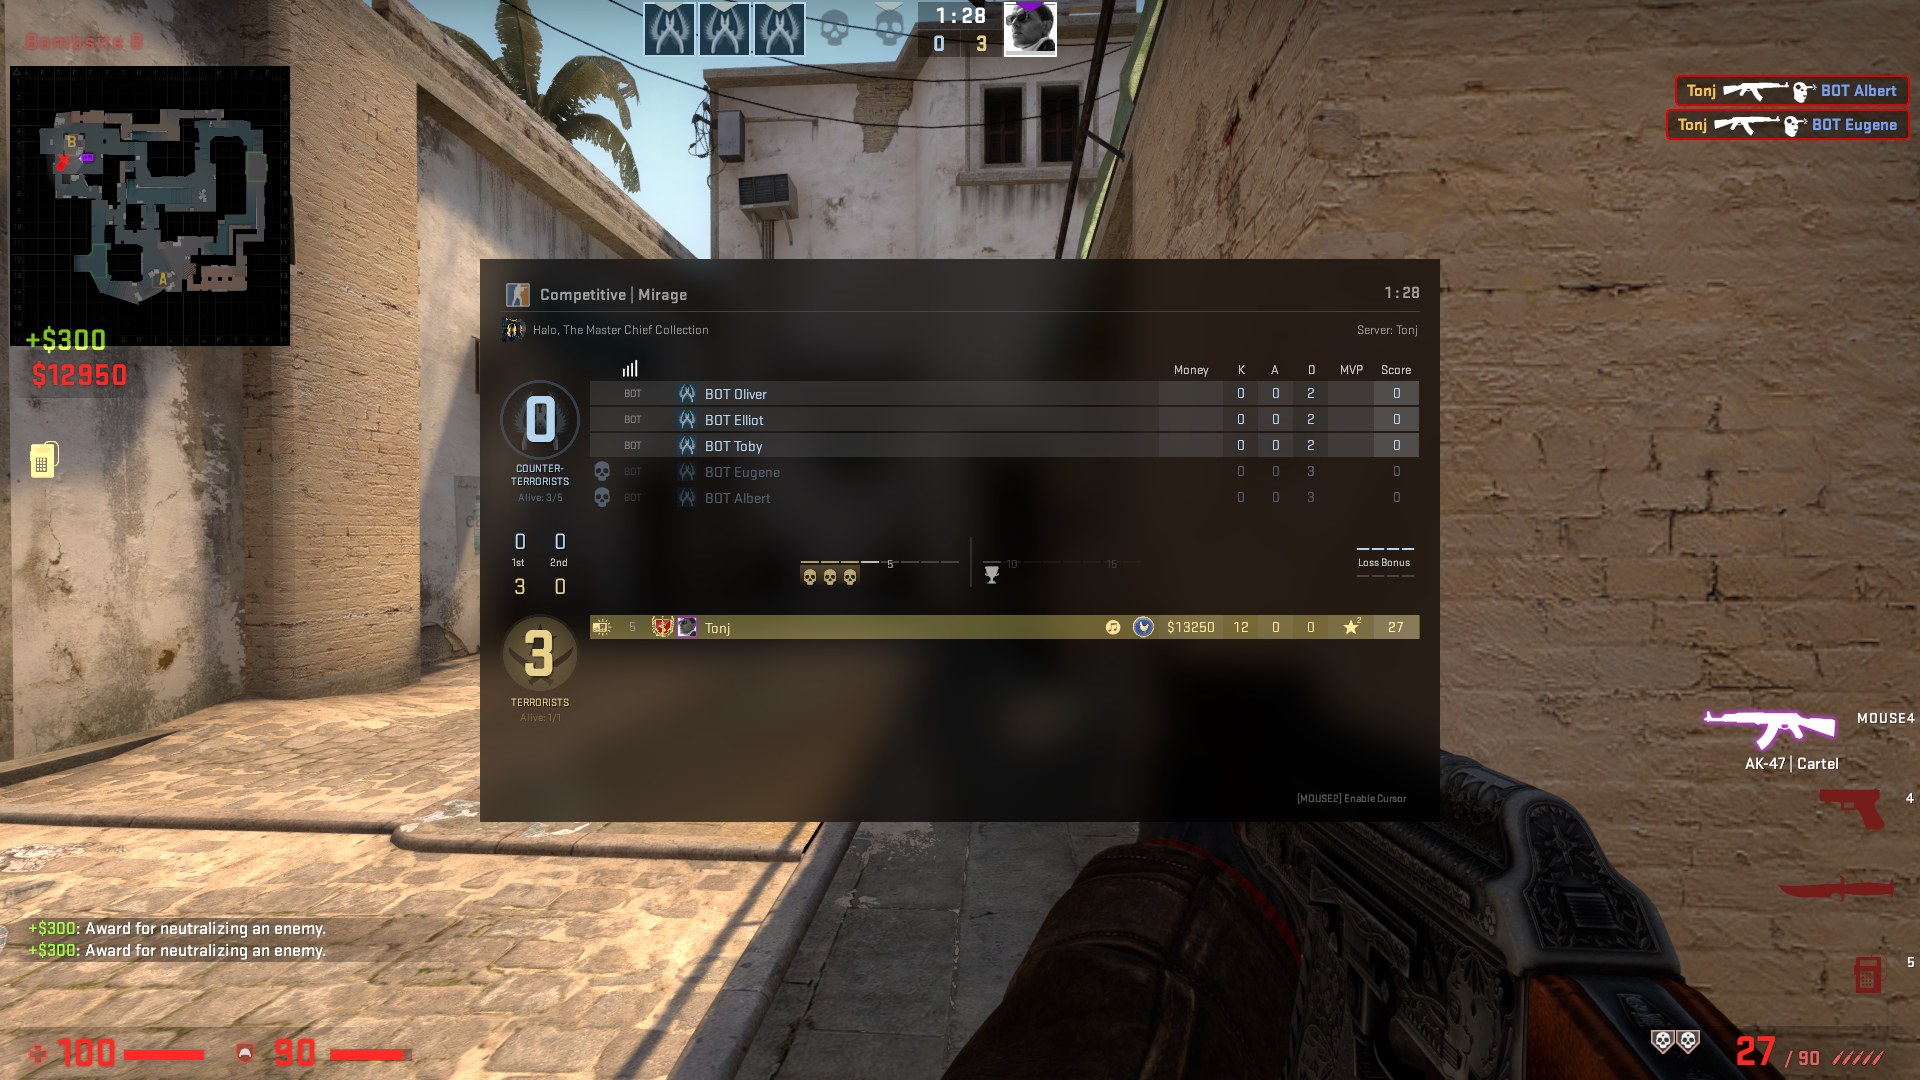 1:28
0 3
Bombsite B
B
A
+$300
$12950
Tonj BOT Albert
Tonj BOT Eugene
Competitive | Mirage 1:28
Halo, The Master Chief Collection Server: Tonj
Money K A D MVP Score
0
COUNTER-
TERRORISTS
Alive: 3/5
BOT BOT Oliver 0 0 2 0
BOT BOT Elliot 0 0 2 0
BOT BOT Toby 0 0 2 0
BOT BOT Eugene 0 0 3 0
BOT BOT Albert 0 0 3 0
0 0
1st 2nd
3 0
5 10 15
Loss Bonus
3
TERRORISTS
Alive: 1/1
5 Tonj $13250 12 0 0 2 27
[MOUSE2] Enable Cursor
MOUSE4
AK-47 | Cartel
4
5
+$300: Award for neutralizing an enemy.
+$300: Award for neutralizing an enemy.
100 90
27 / 90